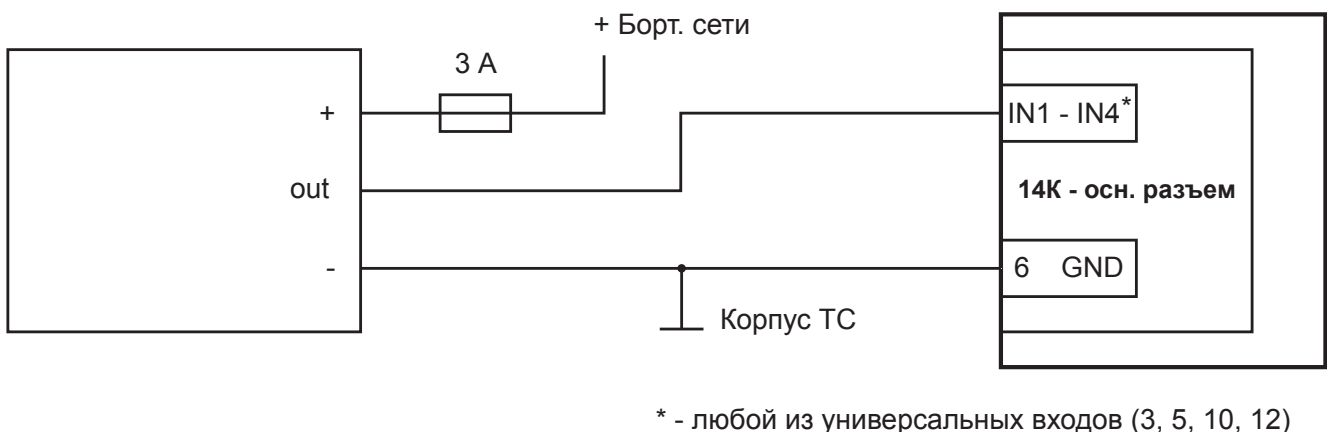 + Борт. сети
3 А
+
IN1 - IN4*
out
14К - осн. разъем
-
6 GND
Корпус ТС
* - любой из универсальных входов (3, 5, 10, 12)